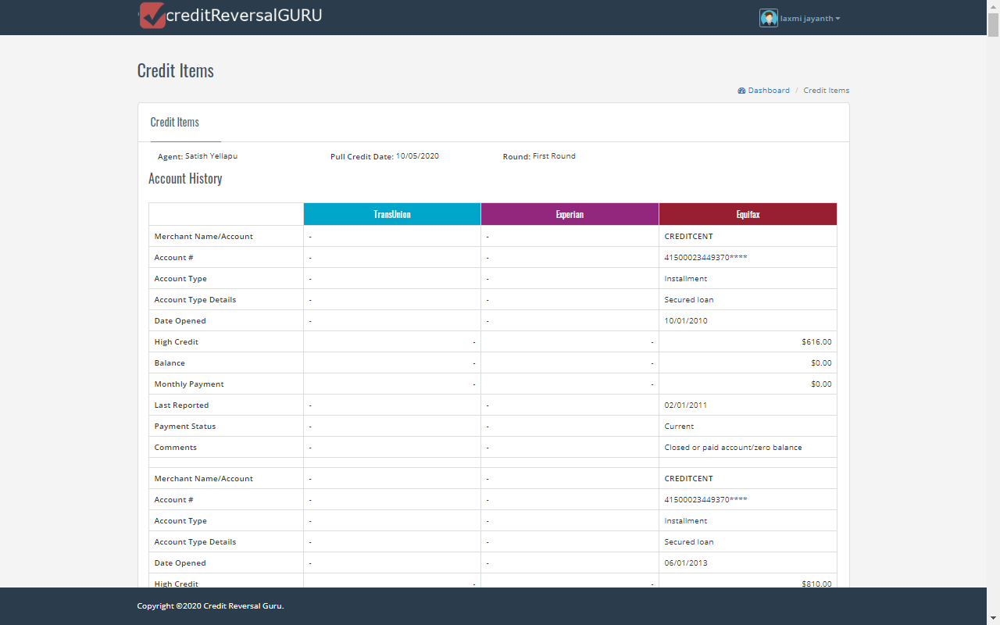 creditReversalGURU laxmi jayanth
Credit Items
Dashboard / Credit Items
Credit Items
Agent: Satish Yellapu Pull Credit Date: 10/05/2020 Round: First Round
Account History
TransUnion Experian Equifax
Merchant Name/Account - - CREDITCENT
Account # - - 41500023449370****
Account Type - - Installment
Account Type Details - - Secured loan
Date Opened - - 10/01/2010
High Credit - - $616.00
Balance - - $0.00
Monthly Payment - - $0.00
Last Reported - - 02/01/2011
Payment Status - - Current
Comments - - Closed or paid account/zero balance
Merchant Name/Account - - CREDITCENT
Account # - - 41500023449370****
Account Type - - Installment
Account Type Details - - Secured loan
Date Opened - - 06/01/2013
High Credit - - $810.00
Copyright ©2020 Credit Reversal Guru.